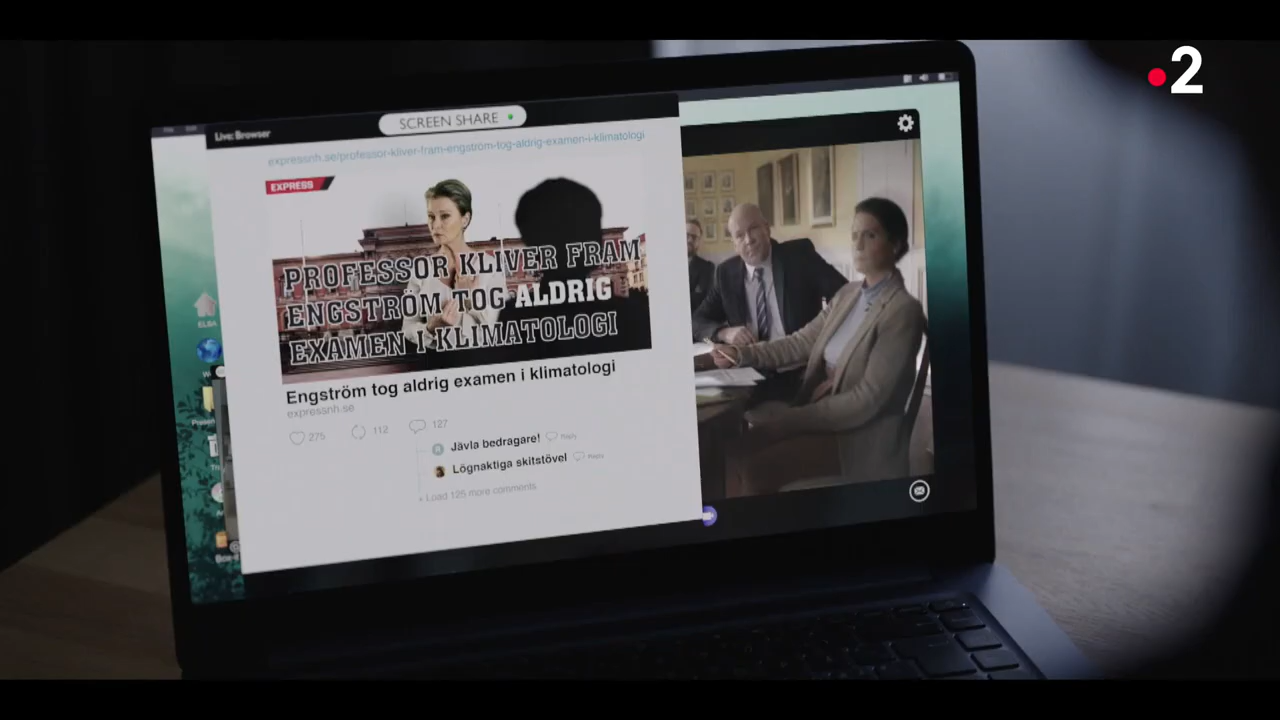 2
Live: Browser
SCREEN SHARE
expressnh.se/professor-kliver-fram-engström-tog-aldrig-examen-i-klimatologi
EXPRESS
PROFESSOR KLIVER FRAM
ENGSTRÖM TOG ALDRIG
EXAMEN I KLIMATOLOGI
Engström tog aldrig examen i klimatologi
expressnh.se
275 112 127
Jävla bedragare! Reply
Lögnaktiga skitstövel Reply
+ Load 125 more comments
ELBA